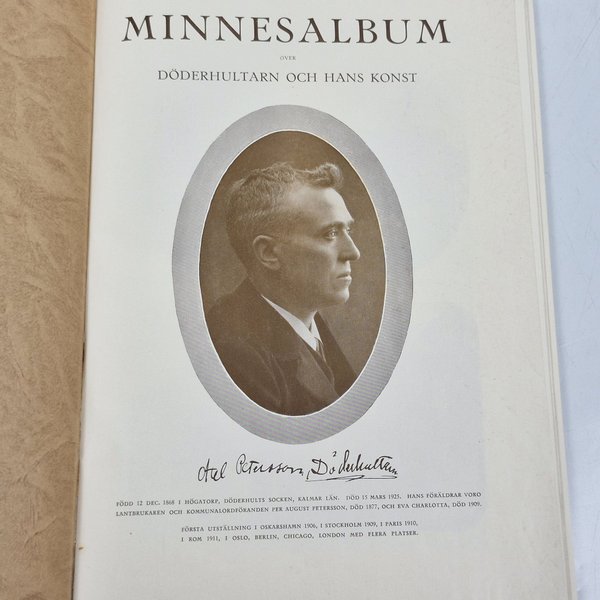 MINNESALBUM
ÖVER
DÖDERHULTARN OCH HANS KONST
Axel Petersson, Döderhultarn
FÖDD 12 DEC. 1868 I HÖGATORP, DÖDERHULTS SOCKEN, KALMAR LÄN. DÖD 15 MARS 1925. HANS FÖRÄLDRAR VORO
LANTBRUKAREN OCH KOMMUNALORDFÖRANDEN PER AUGUST PETERSSON, DÖD 1877, OCH EVA CHARLOTTA, DÖD 1909.
FÖRSTA UTSTÄLLNING I OSKARSHAMN 1906, I STOCKHOLM 1909, I PARIS 1910,
I ROM 1911, I OSLO, BERLIN, CHICAGO, LONDON MED FLERA PLATSER.